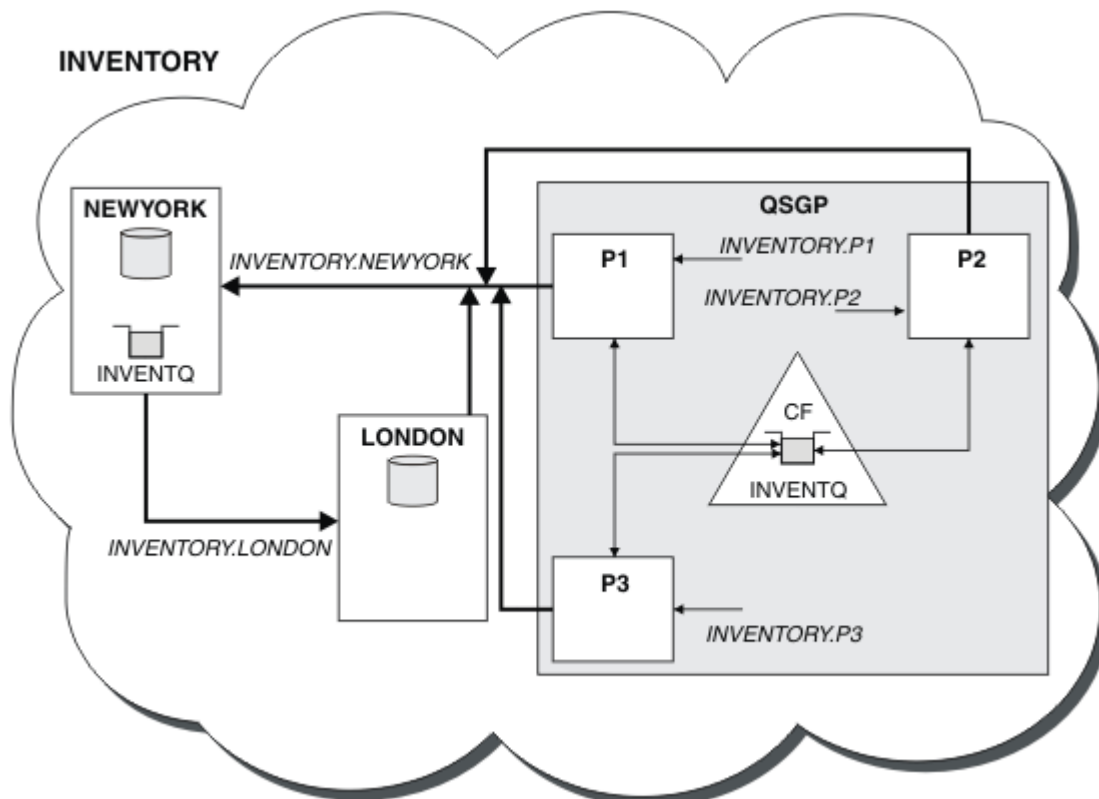 INVENTORY
QSGP
NEWYORK
INVENTORY.NEWYORK
P1
INVENTORY.P1
P2
INVENTORY.P2
INVENTQ
CF
LONDON
INVENTQ
INVENTORY.LONDON
P3
INVENTORY.P3